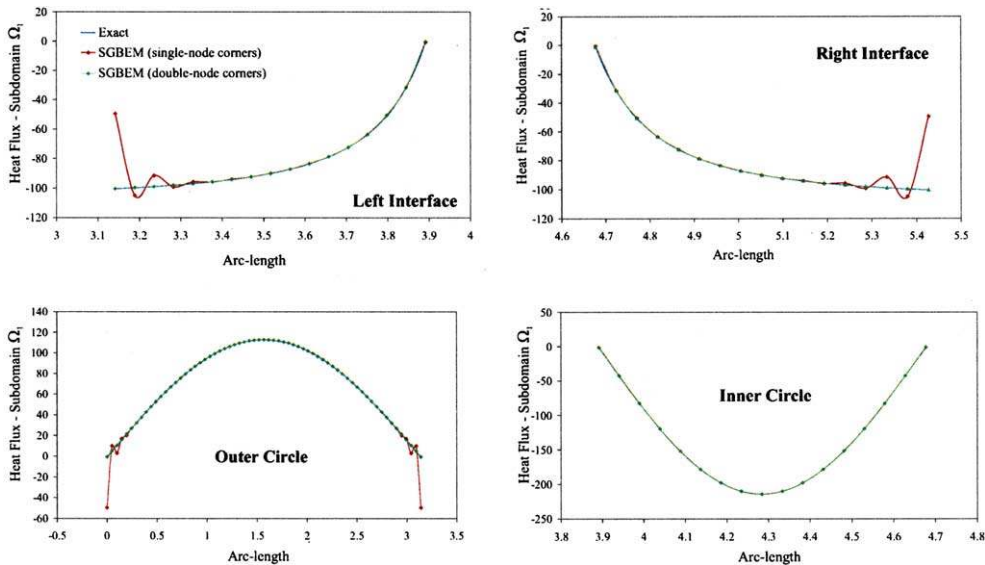 Heat Flux - Subdomain Ω₁
20
0
-20
-40
-60
-80
-100
-120
Exact
SGBEM (single-node corners)
SGBEM (double-node corners)
Left Interface
3 3.1 3.2 3.3 3.4 3.5 3.6 3.7 3.8 3.9 4
Arc-length
Heat Flux - Subdomain Ω₁
20
0
-20
-40
-60
-80
-100
-120
Right Interface
4.6 4.7 4.8 4.9 5 5.1 5.2 5.3 5.4 5.5
Arc-length
Heat Flux - Subdomain Ω₁
140
120
100
80
60
40
20
0
-20
-40
-60
Outer Circle
-0.5 0 0.5 1 1.5 2 2.5 3 3.5
Arc-length
Heat Flux - Subdomain Ω₁
50
0
-50
-100
-150
-200
-250
Inner Circle
3.8 3.9 4 4.1 4.2 4.3 4.4 4.5 4.6 4.7 4.8
Arc-length